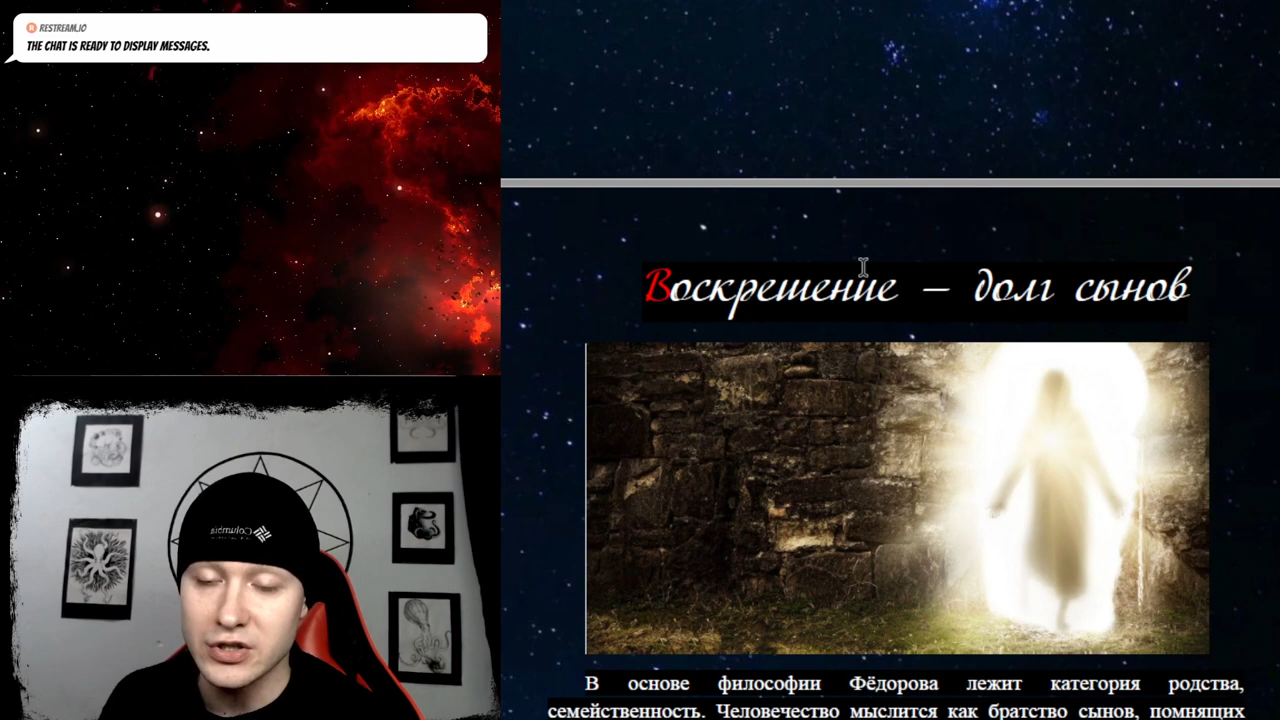 RESTREAM.IO
THE CHAT IS READY TO DISPLAY MESSAGES.
Воскрешение – долг сынов
Columbia
В основе философии Фёдорова лежит категория родства,
семейственность. Человечество мыслится как братство сынов, помнящих